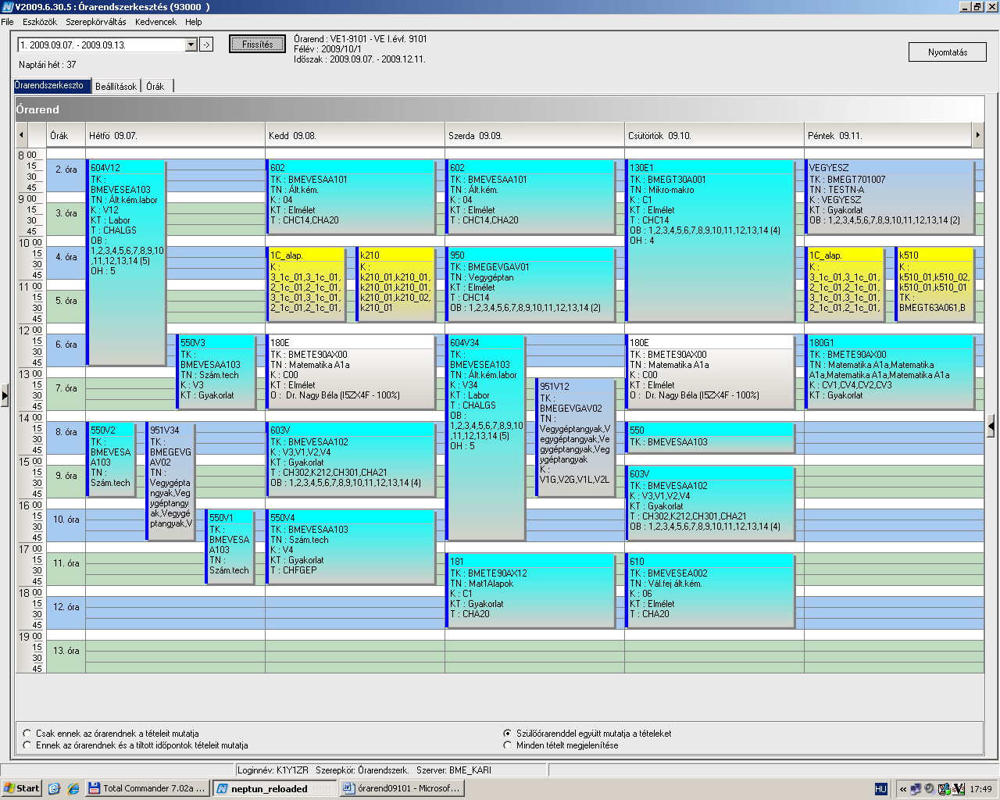 V2009.6.30.5 : Órarendszerkesztés (93000  )
File Eszközök Szerepkörváltás Kedvencek Help
1. 2009.09.07. - 2009.09.13.
->
Frissítés
Órarend : VE1-9101 - VE I.évf. 9101
Félév : 2009/10/1
Időszak : 2009.09.07. - 2009.12.11.
Nyomtatás
Naptári hét : 37
Órarendszerkeszto Beállítások Órák
Órarend
Órák Hétfő 09.07. Kedd 09.08. Szerda 09.09. Csütörtök 09.10. Péntek 09.11.
8 00
15
30
45
9 00
15
30
45
10 00
15
30
45
11 00
15
30
45
12 00
15
30
45
13 00
15
30
45
14 00
15
30
45
15 00
15
30
45
16 00
15
30
45
17 00
15
30
45
18 00
15
30
45
19 00
15
30
45
2. óra
3. óra
4. óra
5. óra
6. óra
7. óra
8. óra
9. óra
10. óra
11. óra
12. óra
13. óra
604V12
TK :
BMEVESEA103
TN : Ált.kém.labor
K : V12
KT : Labor
T : CHALGS
OB :
1,2,3,4,5,6,7,8,9,10
,11,12,13,14 (5)
OH : 5
550V3
TK :
BMEVESAA103
TN : Szám.tech
K : V3
KT : Gyakorlat
550V2
TK :
BMEVESA
A103
TN :
Szám.tech
951V34
TK :
BMEGEVG
AV02
TN :
Vegygépta
ngyak,Veg
ygéptangy
ak,Vegygé
ptangyak,V
550V1
TK :
BMEVESA
A103
TN :
Szám.tech
602
TK : BMEVESAA101
TN : Ált.kém.
K : 04
KT : Elmélet
T : CHC14,CHA20
1C_alap.
K :
3_1c_01,3_1c_01,
2_1c_01,2_1c_01,
3_1c_01,3_1c_01,
2_1c_01,2_1c_01,
k210
K :
k210_01,k210_01,
k210_01,k210_01,
k210_01,k210_02,
k210_01
180E
TK : BMETE90AX00
TN : Matematika A1a
K : C00
KT : Elmélet
O :  Dr. Nagy Béla (I5ZX4F - 100%)
603V
TK : BMEVESAA102
K : V3,V1,V2,V4
KT : Gyakorlat
T : CH302,K212,CH301,CHA21
OB : 1,2,3,4,5,6,7,8,9,10,11,12,13,14 (4)
550V4
TK : BMEVESAA103
TN : Szám.tech
K : V4
KT : Gyakorlat
T : CHFGEP
602
TK : BMEVESAA101
TN : Ált.kém.
K : 04
KT : Elmélet
T : CHC14,CHA20
950
TK : BMEGEVGAV01
TN : Vegygéptan
KT : Elmélet
T : CHC14
OB : 1,2,3,4,5,6,7,8,9,10,11,12,13,14 (2)
604V34
TK :
BMEVESEA103
TN : Ált.kém.labor
K : V34
KT : Labor
T : CHALGS
OB :
1,2,3,4,5,6,7,8,9,10
,11,12,13,14 (5)
OH : 5
951V12
TK :
BMEGEVGAV02
TN :
Vegygéptangyak,V
egygéptangyak,Ve
gygéptangyak,Veg
ygéptangyak
K :
V1G,V2G,V1L,V2L
181
TK : BMETE90AX12
TN : Mat1Alapok
K : C1
KT : Gyakorlat
T : CHA20
130E1
TK : BMEGT30A001
TN : Mikro-makro
K : C1
KT : Elmélet
T : CHC14
OB : 1,2,3,4,5,6,7,8,9,10,11,12,13,14 (4)
OH : 4
180E
TK : BMETE90AX00
TN : Matematika A1a
K : C00
KT : Elmélet
O :  Dr. Nagy Béla (I5ZX4F - 100%)
550
TK : BMEVESAA103
603V
TK : BMEVESAA102
K : V3,V1,V2,V4
KT : Gyakorlat
T : CH302,K212,CH301,CHA21
OB : 1,2,3,4,5,6,7,8,9,10,11,12,13,14 (4)
610
TK : BMEVESEA002
TN : Vál.fej ált.kém.
K : 06
KT : Elmélet
T : CHA20
VEGYESZ
TK : BMEGT701007
TN : TESTN-A
K : VEGYESZ
KT : Gyakorlat
OB : 1,2,3,4,5,6,7,8,9,10,11,12,13,14 (2)
1C_alap.
K :
3_1c_01,3_1c_01,
2_1c_01,2_1c_01,
3_1c_01,3_1c_01,
2_1c_01,2_1c_01,
k510
K :
k510_01,k510_02,
k510_01,k510_01
TK :
BMEGT63A061,B
180G1
TK : BMETE90AX00
TN : Matematika A1a,Matematika
A1a,Matematika A1a,Matematika A1a
K : CV1,CV4,CV2,CV3
KT : Gyakorlat
Csak ennek az órarendnek a tételeit mutatja
Ennek az órarendnek és a tiltott időpontok tételeit mutatja
Szülőórarenddel együtt mutatja a tételeket
Minden tételt megjelenítése
Loginnév: K1Y1ZR Szerepkör: Órarendszerk. Szerver: BME_KARI
Start Total Commander 7.02a ... neptun_reloaded órarend09101 - Microsof... HU « 17:49